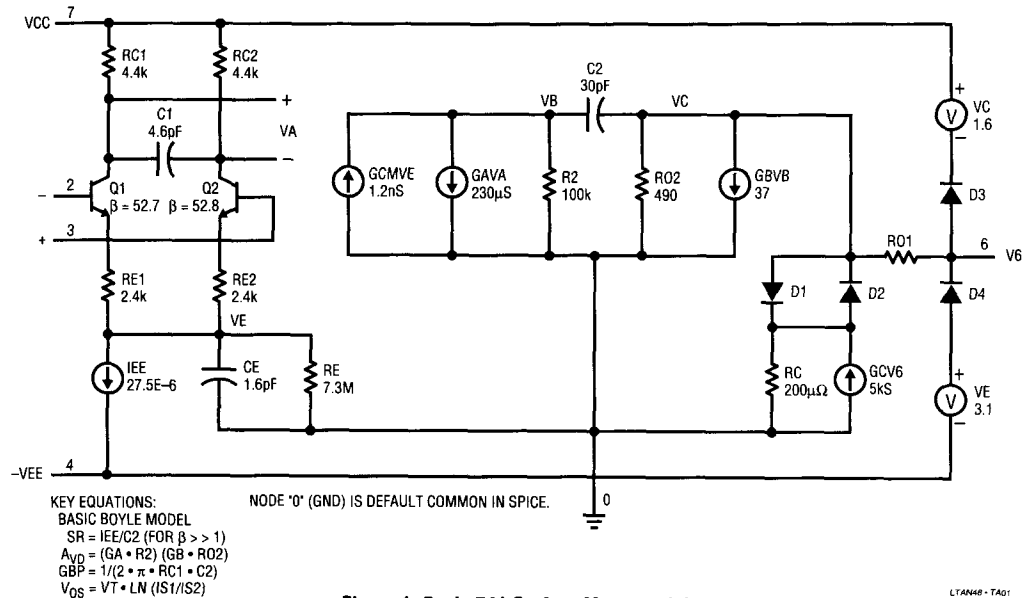 VCC 7
RC1
4.4k
RC2
4.4k
C1
4.6pF
+
VA
−
− 2
Q1
β = 52.7
Q2
β = 52.8
+ 3
RE1
2.4k
RE2
2.4k
VE
IEE
27.5E-6
CE
1.6pF
RE
7.3M
−VEE 4
GCMVE
1.2nS
GAVA
230µS
VB
R2
100k
C2
30pF
VC
RO2
490
GBVB
37
D1
D2
RC
200µΩ
GCV6
5kS
RO1
+
V
VC
1.6
−
D3
6
V6
D4
+
V
VE
3.1
−
0
KEY EQUATIONS:
BASIC BOYLE MODEL
SR = IEE/C2 (FOR β >> 1)
AVD = (GA • R2) (GB • RO2)
GBP = 1/(2 • π • RC1 • C2)
VOS = VT • LN (IS1/IS2)
NODE "0" (GND) IS DEFAULT COMMON IN SPICE.
LTAN48 • TA01